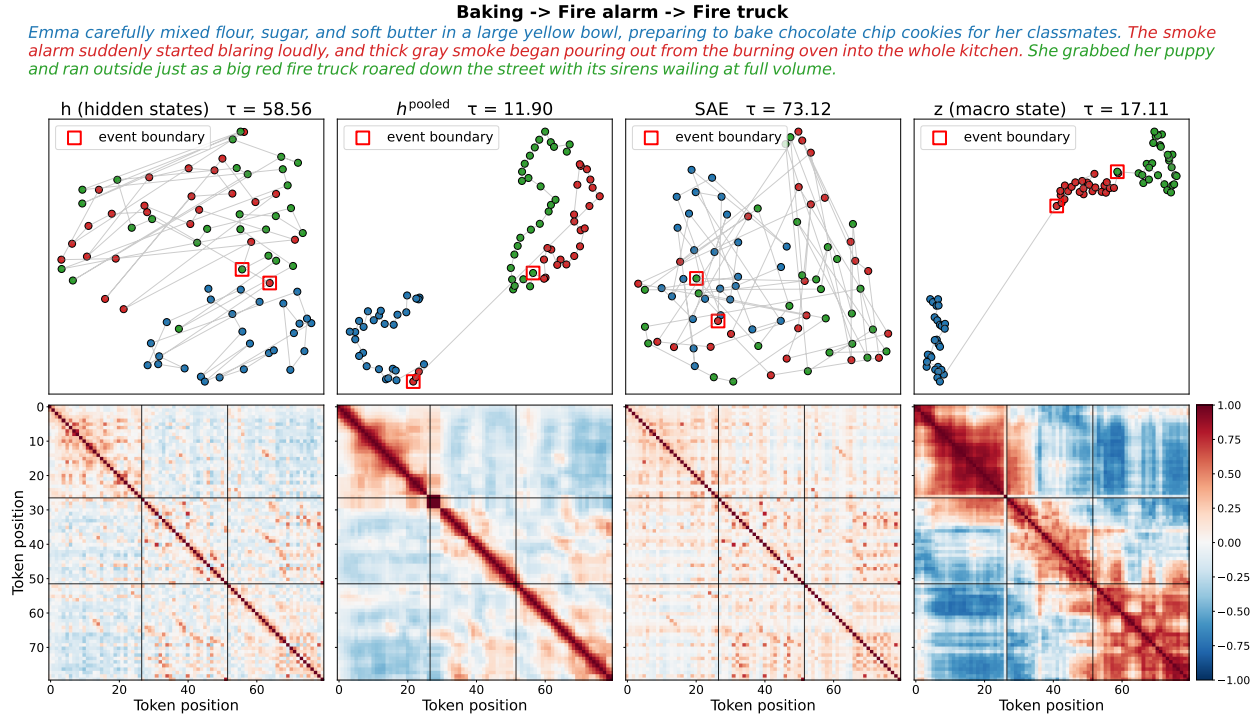 Baking -> Fire alarm -> Fire truck
Emma carefully mixed flour, sugar, and soft butter in a large yellow bowl, preparing to bake chocolate chip cookies for her classmates. The smoke
alarm suddenly started blaring loudly, and thick gray smoke began pouring out from the burning oven into the whole kitchen. She grabbed her puppy
and ran outside just as a big red fire truck roared down the street with its sirens wailing at full volume.
h (hidden states) τ = 58.56
h^pooled τ = 11.90
SAE τ = 73.12
z (macro state) τ = 17.11
event boundary
event boundary
event boundary
event boundary
0
10
20
30
40
50
60
70
Token position
0 20 40 60
Token position
0 20 40 60
Token position
0 20 40 60
Token position
0 20 40 60
Token position
1.00
0.75
0.50
0.25
0.00
−0.25
−0.50
−0.75
−1.00